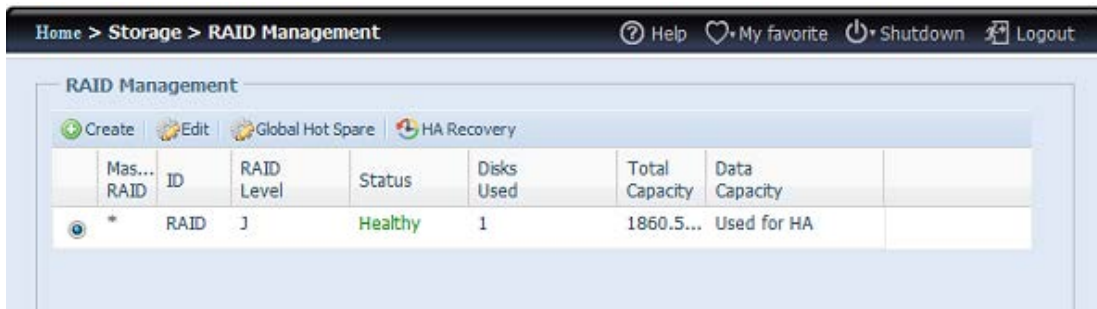 Home > Storage > RAID Management Help My favorite Shutdown Logout
RAID Management
Create Edit Global Hot Spare HA Recovery
Mas... RAID ID RAID Level Status Disks Used Total Capacity Data Capacity
* RAID J Healthy 1 1860.5... Used for HA